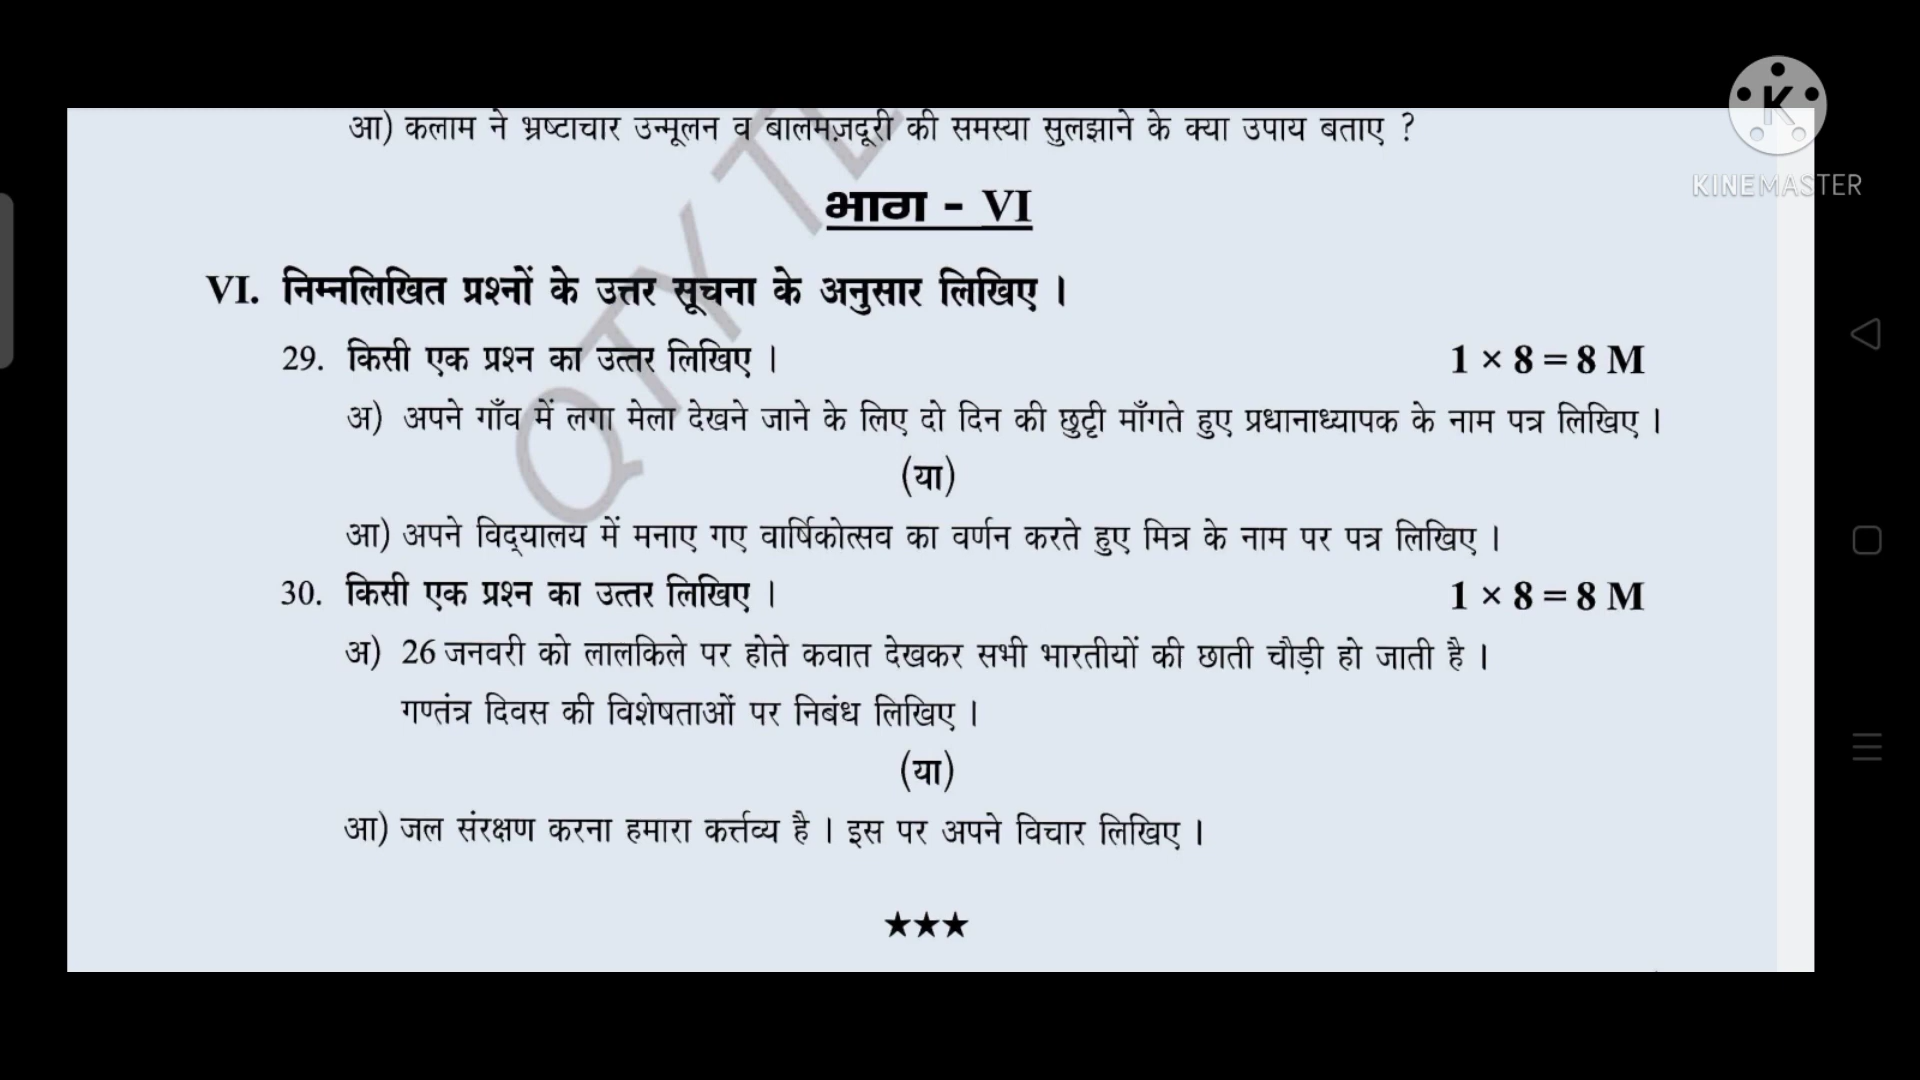 आ) कलाम ने भ्रष्टाचार उन्मूलन व बालमज़दूरी की समस्या सुलझाने के क्या उपाय बताए ?
K
KINEMASTER
भाग - VI
VI. निम्नलिखित प्रश्नों के उत्तर सूचना के अनुसार लिखिए ।
29. किसी एक प्रश्न का उत्तर लिखिए । 1 × 8 = 8 M
अ) अपने गाँव में लगा मेला देखने जाने के लिए दो दिन की छुट्टी माँगते हुए प्रधानाध्यापक के नाम पत्र लिखिए ।
(या)
आ) अपने विद्यालय में मनाए गए वार्षिकोत्सव का वर्णन करते हुए मित्र के नाम पर पत्र लिखिए ।
30. किसी एक प्रश्न का उत्तर लिखिए । 1 × 8 = 8 M
अ) 26 जनवरी को लालकिले पर होते कवात देखकर सभी भारतीयों की छाती चौड़ी हो जाती है ।
गण्तंत्र दिवस की विशेषताओं पर निबंध लिखिए ।
(या)
आ) जल संरक्षण करना हमारा कर्त्तव्य है । इस पर अपने विचार लिखिए ।